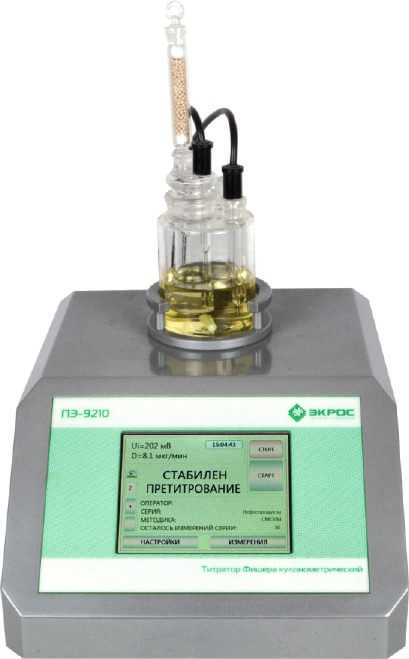 ПЭ-9210
ЭКРОС
Ui=202 мВ
15:04:43
СТОП
D=8.1 мкг/мин
СТАРТ
СТАБИЛЕН
ПРЕТИТРОВАНИЕ
ОПЕРАТОР:
СЕРИЯ:
МЕТОДИКА:
СМОЛЫ
ОСТАЛОСЬ ИЗМЕРЕНИЙ СЕРИИ:
НАСТРОЙКИ
ИЗМЕРЕНИЯ
Титратор Фишера кулонометрический